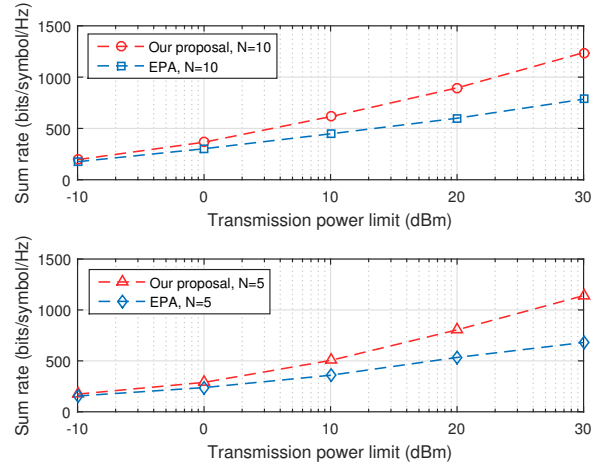 Sum rate (bits/symbol/Hz)
1500
1000
500
0
Our proposal, N=10
EPA, N=10
-10 0 10 20 30
Transmission power limit (dBm)
Sum rate (bits/symbol/Hz)
1500
1000
500
0
Our proposal, N=5
EPA, N=5
-10 0 10 20 30
Transmission power limit (dBm)